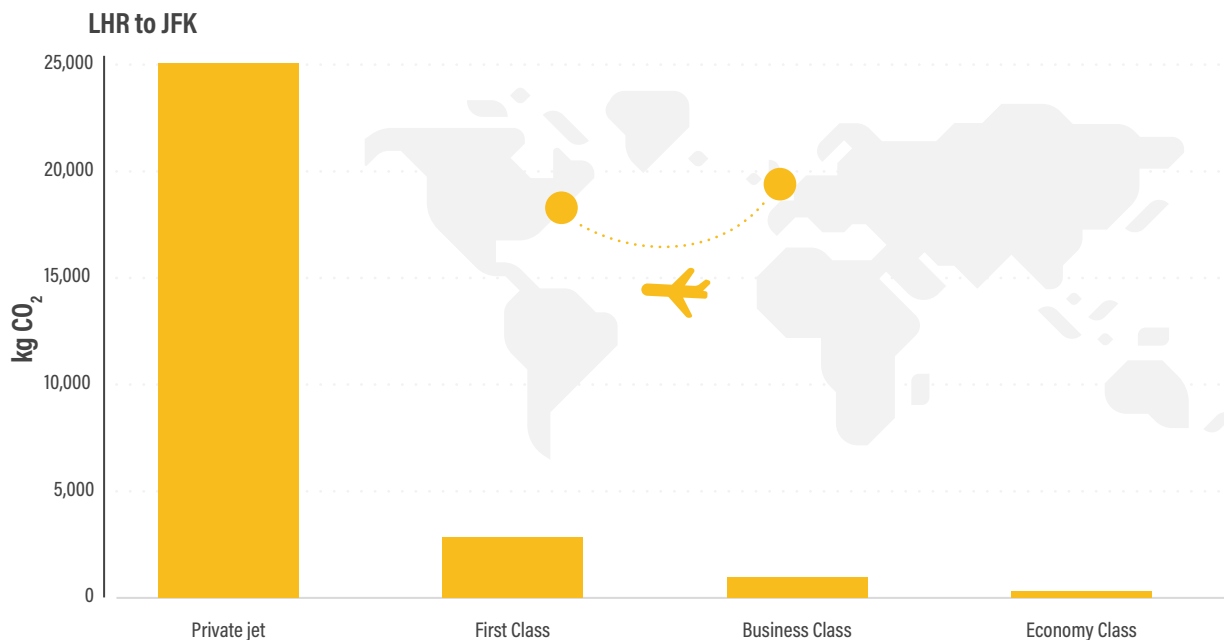 LHR to JFK
25,000
20,000
15,000
10,000
5,000
0
kg CO₂
Private jet
First Class
Business Class
Economy Class